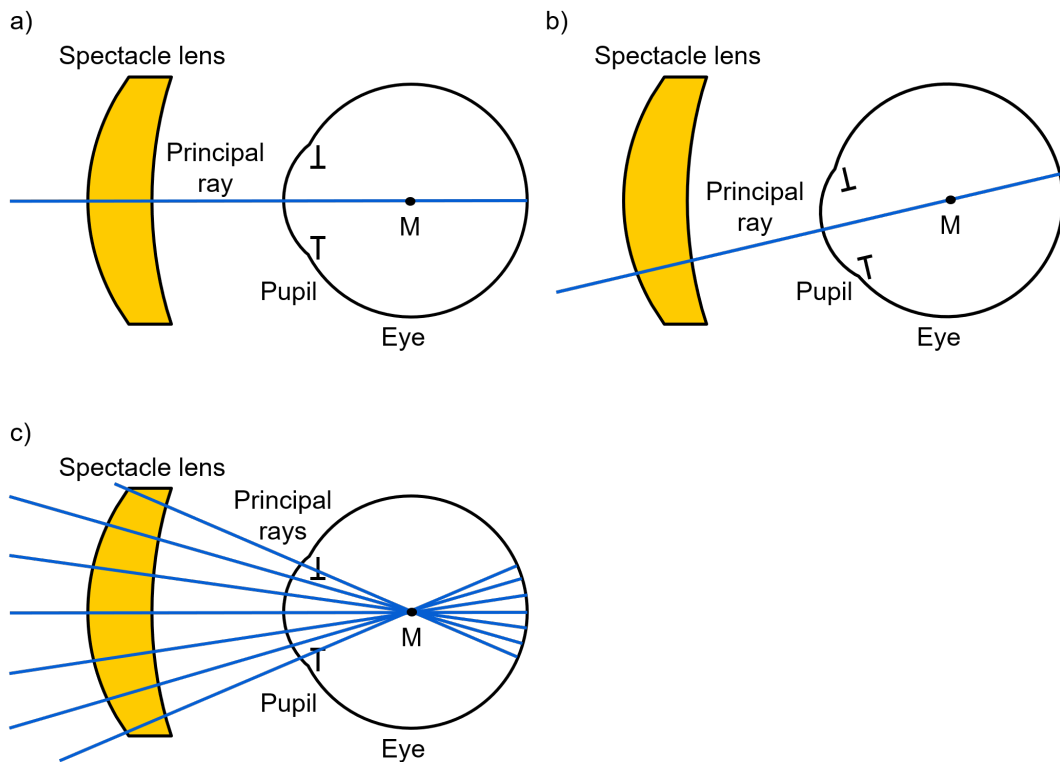 a)
Spectacle lens
Principal
ray
M
Pupil
Eye
b)
Spectacle lens
Principal
ray
M
Pupil
Eye
c)
Spectacle lens
Principal
rays
M
Pupil
Eye